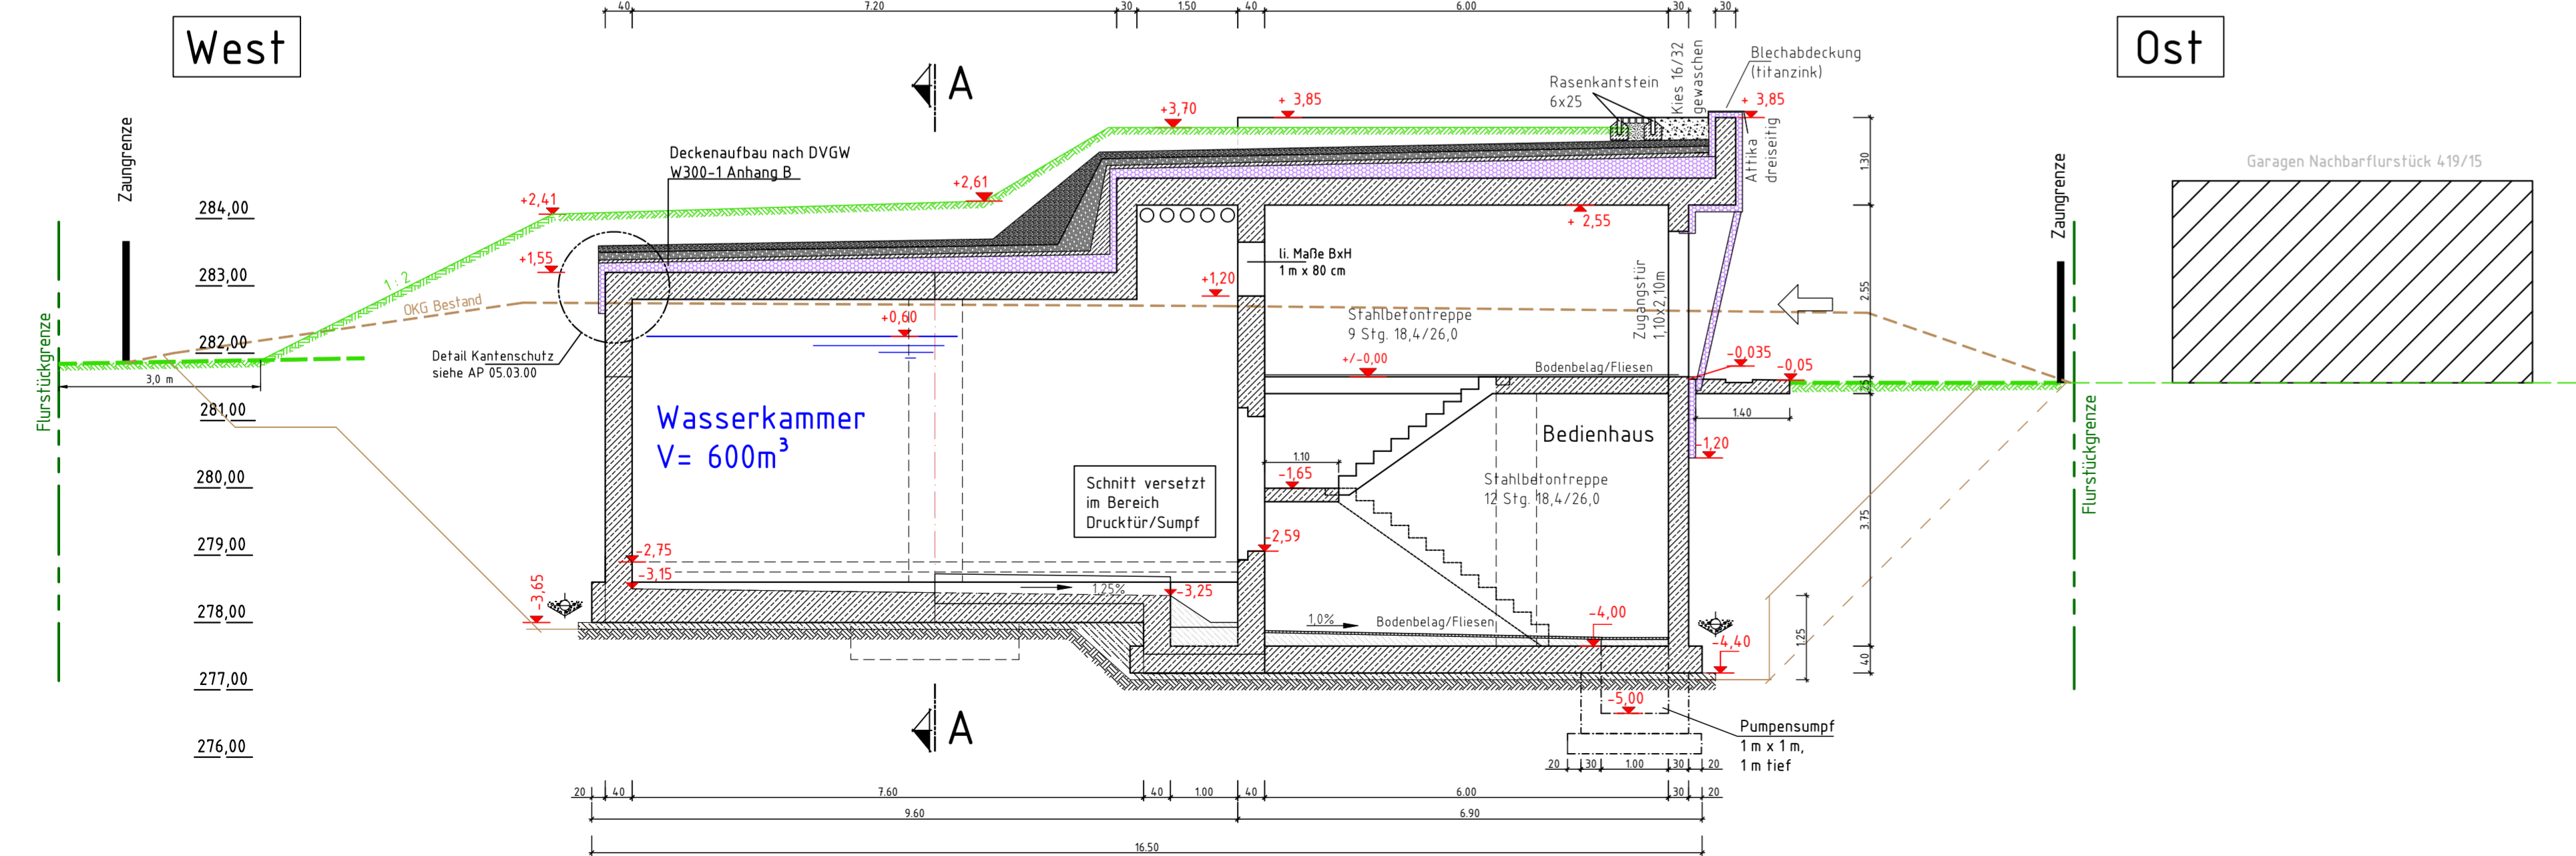 40
7.20
30
1.50
40
6.00
30
30
West
Ost
A
Zaungrenze
Deckenaufbau nach DVGW
W300-1 Anhang B
+3,70
+ 3,85
Rasenkantstein
6x25
Kies 16/32
gewaschen
Blechabdeckung
(titanzink)
+ 3,85
Attika
dreiseitig
1.30
Garagen Nachbarflurstück 419/15
Zaungrenze
284,00
283,00
282,00
281,00
280,00
279,00
278,00
277,00
276,00
+2,41
+2,61
+ 2,55
+1,55
1 : 2
OKG Bestand
+1,20
li. Maße BxH
1 m x 80 cm
+0,60
Stahlbetontreppe
9 Stg. 18,4/26,0
Zugangstür
1,10x2,10m
2.55
Flurstückgrenze
3,0 m
Detail Kantenschutz
siehe AP 05.03.00
+/-0,00
Bodenbelag/Fliesen
-0,035
-0,05
25
1.40
Wasserkammer
V= 600m³
Bedienhaus
-1,20
1.10
-1,65
Schnitt versetzt
im Bereich
Drucktür/Sumpf
Stahlbetontreppe
12 Stg. 18,4/26,0
3.75
Flurstückgrenze
-2,75
-2,59
-3,15
-3,65
1,25%
-3,25
1,0%
Bodenbelag/Fliesen
-4,00
-4,40
1.25
40
-5,00
A
Pumpensumpf
1 m x 1 m,
1 m tief
20
30
1.00
30
20
20
40
7.60
40
1.00
40
6.00
30
20
9.60
6.90
16.50